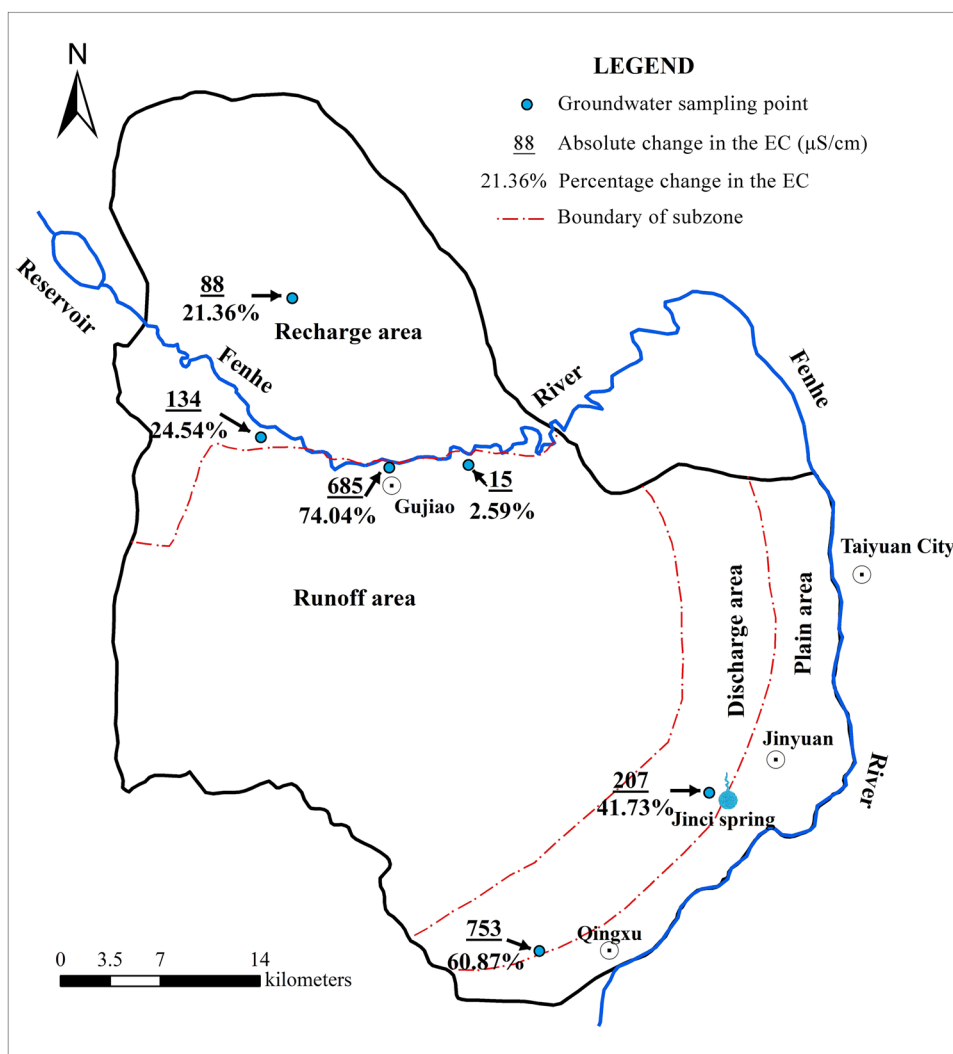 N
LEGEND
Groundwater sampling point
88 Absolute change in the EC (µS/cm)
21.36% Percentage change in the EC
Boundary of subzone
Reservoir
88
21.36%
Recharge area
Fenhe
River
Fenhe
134
24.54%
685
74.04%
Gujiao
15
2.59%
Taiyuan City
Runoff area
Discharge area
Plain area
Jinyuan
River
207
41.73%
Jinci spring
753
60.87%
Qingxu
0 3.5 7 14
kilometers